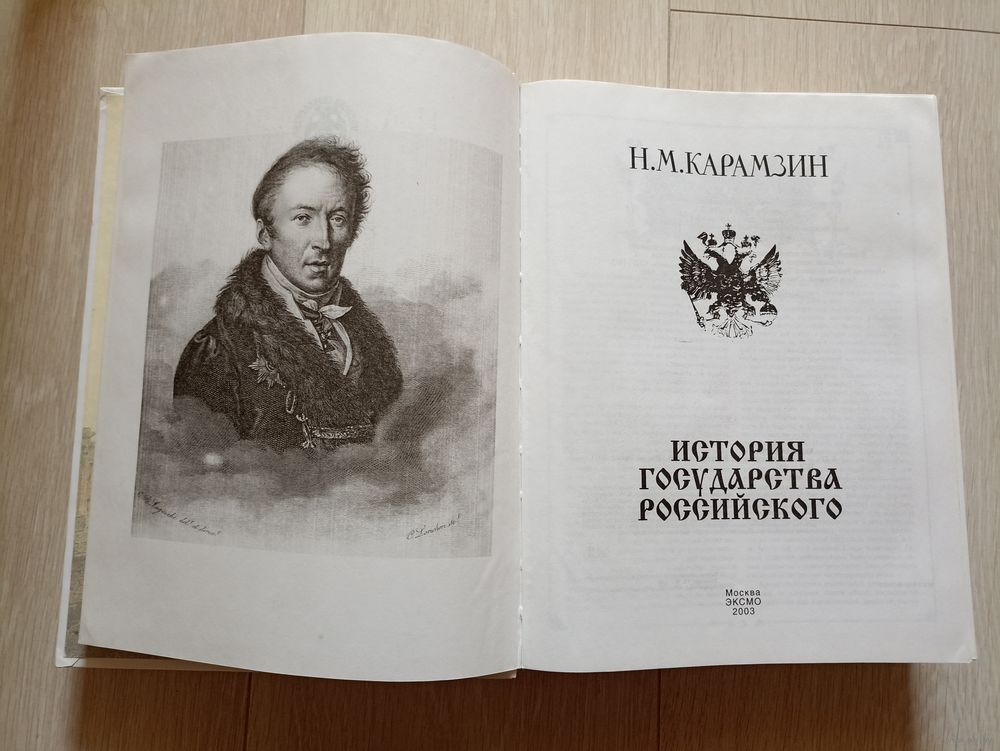 Н.М.КАРАМЗИН
ИСТОРИЯ
ГОСУДАРСТВА
РОССИЙСКОГО
Москва
ЭКСМО
2003